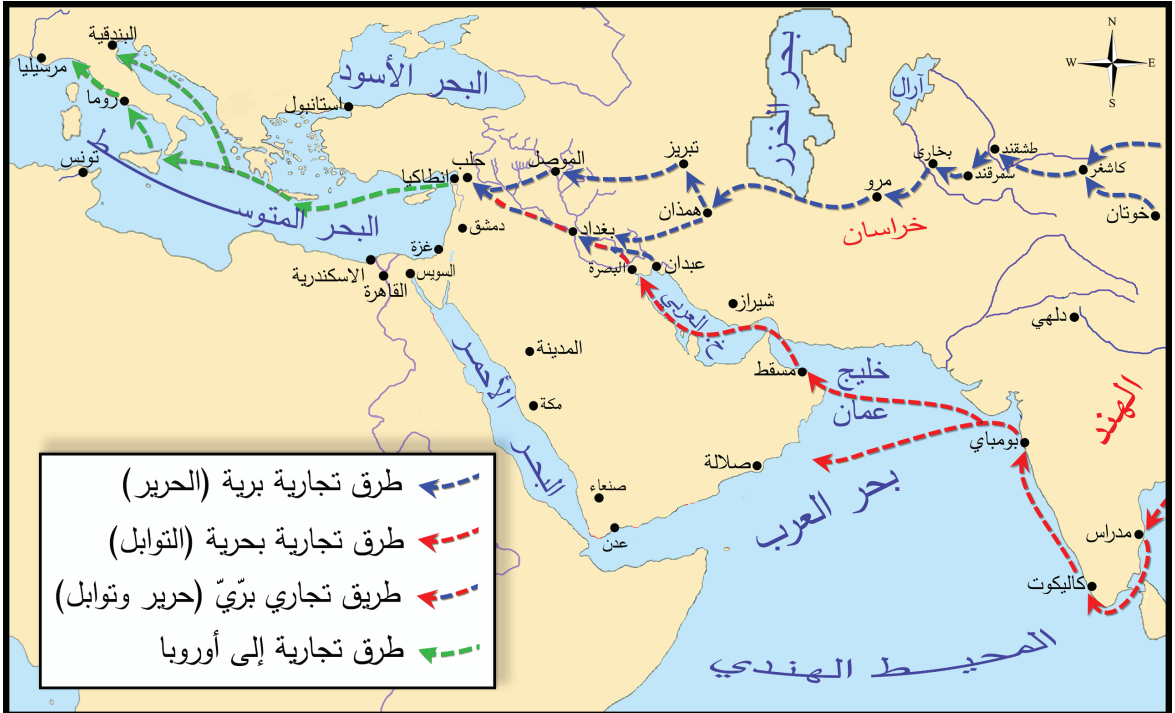 البندقية
مرسيليا
روما
تونس
استانبول
البحر الأسود
بحر الخزر
آرال
N
W
E
S
طشقند
بخارى
سمرقند
كاشغر
خوتان
مرو
خراسان
تبريز
همذان
الموصل
حلب
انطاكيا
البحر المتوسط
دمشق
بغداد
غزة
البصرة
عبدان
السويس
الاسكندرية
القاهرة
شيراز
خ. العربي
دلهي
الهند
المدينة
مكة
البحر الأحمر
مسقط
خليج
عمان
بومباي
صلالة
صنعاء
عدن
بحر العرب
مدراس
كاليكوت
المحيط الهندي
طرق تجارية برية (الحرير)
طرق تجارية بحرية (التوابل)
طريق تجاري برّيّ (حرير وتوابل)
طرق تجارية إلى أوروبا